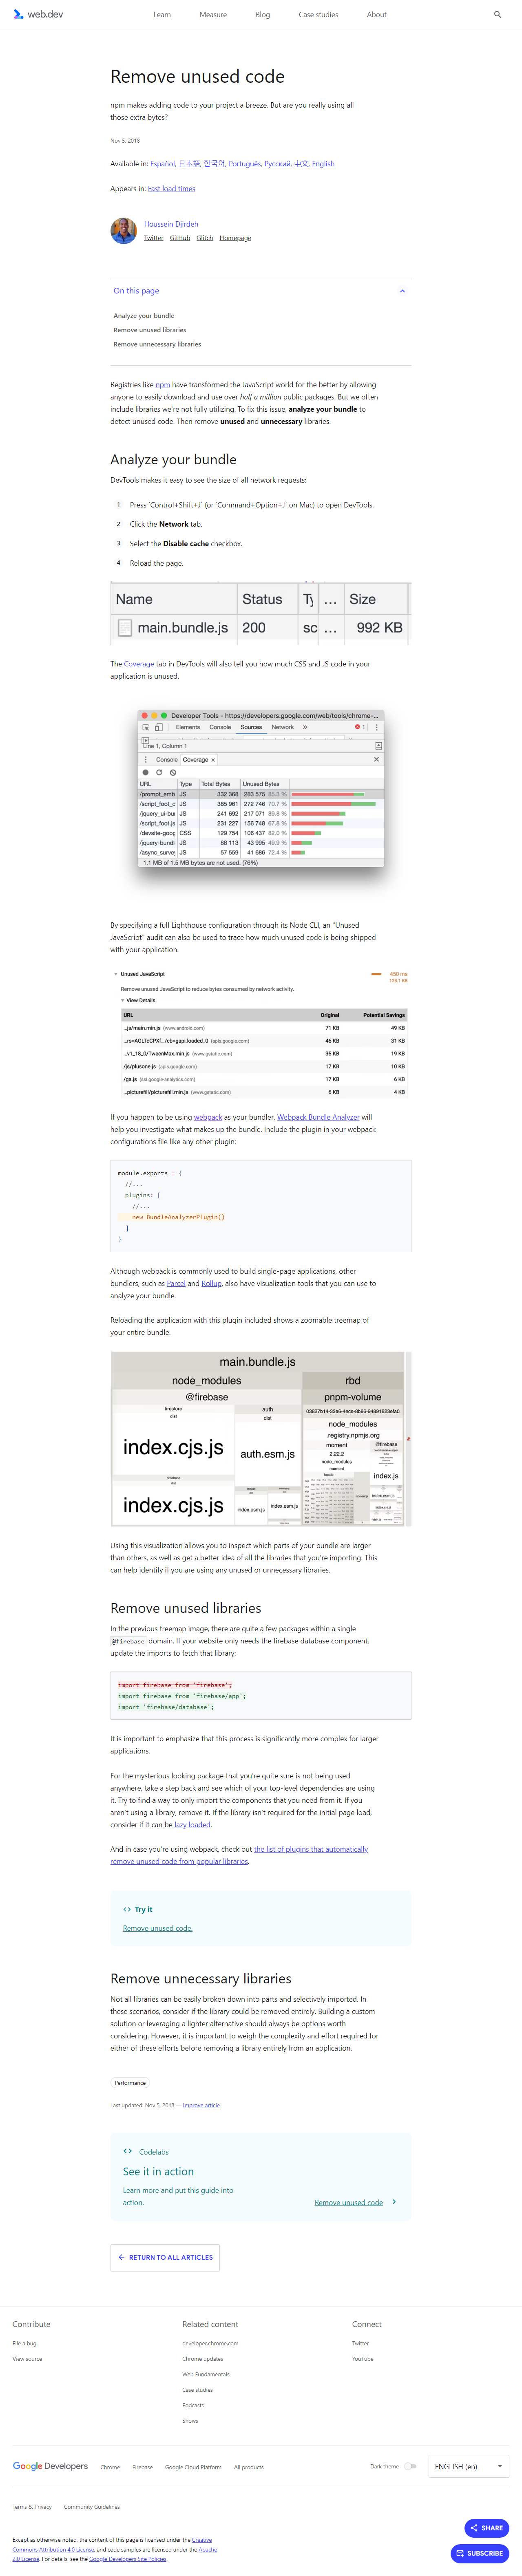 web.dev
Learn
Measure
Blog
Case studies
About
Remove unused code
npm makes adding code to your project a breeze. But are you really using all
those extra bytes?
Nov 5, 2018
Available in: Español, 日本語, 한국어, Português, Русский, 中文, English
Appears in: Fast load times
Houssein Djirdeh
Twitter GitHub Glitch Homepage
On this page
Analyze your bundle
Remove unused libraries
Remove unnecessary libraries
Registries like npm have transformed the JavaScript world for the better by allowing
anyone to easily download and use over half a million public packages. But we often
include libraries we're not fully utilizing. To fix this issue, analyze your bundle to
detect unused code. Then remove unused and unnecessary libraries.
Analyze your bundle
DevTools makes it easy to see the size of all network requests:
1 Press `Control+Shift+J` (or `Command+Option+J` on Mac) to open DevTools.
2 Click the Network tab.
3 Select the Disable cache checkbox.
4 Reload the page.
Name Status Ty ... Size
main.bundle.js 200 sc ... 992 KB
The Coverage tab in DevTools will also tell you how much CSS and JS code in your
application is unused.
Developer Tools - https://developers.google.com/web/tools/chrome-...
Elements Console Sources Network » 1
Line 1, Column 1
Console Coverage ×
URL Type Total Bytes Unused Bytes
/prompt_emb JS 332 368 283 575 85.3 %
/script_foot_c JS 385 961 272 746 70.7 %
/jquery_ui-bu JS 241 692 217 071 89.8 %
/script_foot.js JS 231 227 156 748 67.8 %
/devsite-goog CSS 129 754 106 437 82.0 %
/jquery-bundl JS 88 113 43 995 49.9 %
/async_survey JS 57 559 41 686 72.4 %
1.1 MB of 1.5 MB bytes are not used. (76%)
By specifying a full Lighthouse configuration through its Node CLI, an "Unused
JavaScript" audit can also be used to trace how much unused code is being shipped
with your application.
Unused JavaScript 450 ms
128.1 KB
Remove unused JavaScript to reduce bytes consumed by network activity.
View Details
URL Original Potential Savings
...js/main.min.js (www.android.com) 71 KB 49 KB
...rs=AGLToCPXf.../cb=gapi.loaded_0 (apis.google.com) 46 KB 31 KB
...v1_18_0/TweenMax.min.js (www.gstatic.com) 35 KB 19 KB
/js/plusone.js (apis.google.com) 17 KB 10 KB
/ga.js (ssl.google-analytics.com) 17 KB 6 KB
...picturefill/picturefill.min.js (www.gstatic.com) 6 KB 4 KB
If you happen to be using webpack as your bundler, Webpack Bundle Analyzer will
help you investigate what makes up the bundle. Include the plugin in your webpack
configurations file like any other plugin:
module.exports = {
//...
plugins: [
//...
new BundleAnalyzerPlugin()
]
}
Although webpack is commonly used to build single-page applications, other
bundlers, such as Parcel and Rollup, also have visualization tools that you can use to
analyze your bundle.
Reloading the application with this plugin included shows a zoomable treemap of
your entire bundle.
main.bundle.js
node_modules rbd
@firebase pnpm-volume
firestore
dist
auth
dist
node_modules
.registry.npmjs.org
moment
2.22.2
node_modules
moment
@firebase
index.cjs.js
auth.esm.js
index.js
index.cjs.js
index.esm.js
index.esm.js
Using this visualization allows you to inspect which parts of your bundle are larger
than others, as well as get a better idea of all the libraries that you're importing. This
can help identify if you are using any unused or unnecessary libraries.
Remove unused libraries
In the previous treemap image, there are quite a few packages within a single
@firebase domain. If your website only needs the firebase database component,
update the imports to fetch that library:
import firebase from 'firebase';
import firebase from 'firebase/app';
import 'firebase/database';
It is important to emphasize that this process is significantly more complex for larger
applications.
For the mysterious looking package that you're quite sure is not being used
anywhere, take a step back and see which of your top-level dependencies are using
it. Try to find a way to only import the components that you need from it. If you
aren't using a library, remove it. If the library isn't required for the initial page load,
consider if it can be lazy loaded.
And in case you're using webpack, check out the list of plugins that automatically
remove unused code from popular libraries.
Try it
Remove unused code.
Remove unnecessary libraries
Not all libraries can be easily broken down into parts and selectively imported. In
these scenarios, consider if the library could be removed entirely. Building a custom
solution or leveraging a lighter alternative should always be options worth
considering. However, it is important to weigh the complexity and effort required for
either of these efforts before removing a library entirely from an application.
Performance
Last updated: Nov 5, 2018 — Improve article
Codelabs
See it in action
Learn more and put this guide into
action.
Remove unused code
RETURN TO ALL ARTICLES
Contribute
File a bug
View source
Related content
developer.chrome.com
Chrome updates
Web Fundamentals
Case studies
Podcasts
Shows
Connect
Twitter
YouTube
Google Developers
Chrome
Firebase
Google Cloud Platform
All products
Dark theme
ENGLISH (en)
Terms & Privacy
Community Guidelines
SHARE
SUBSCRIBE
Except as otherwise noted, the content of this page is licensed under the Creative
Commons Attribution 4.0 License, and code samples are licensed under the Apache
2.0 License. For details, see the Google Developers Site Policies.